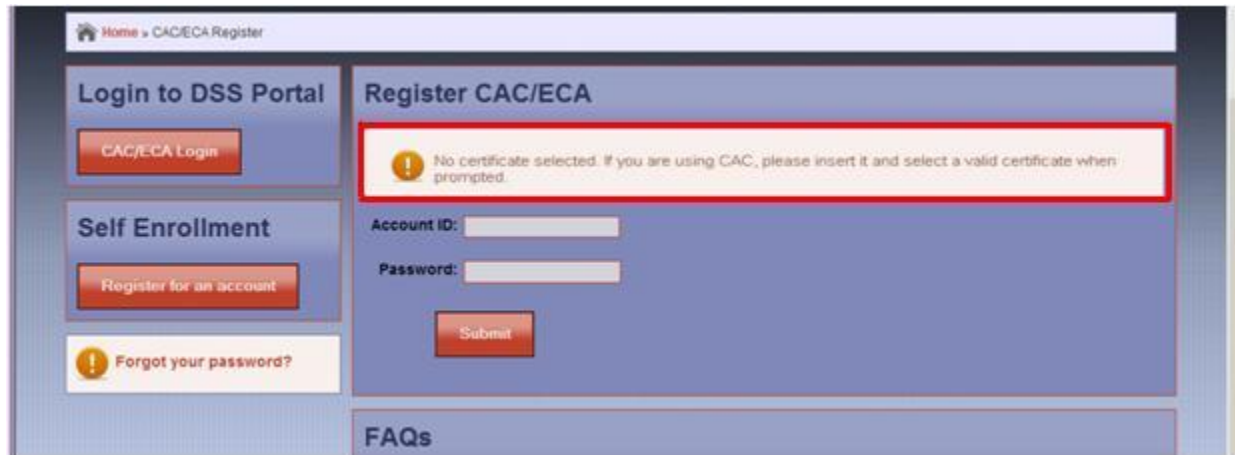 Home » CAC/ECA Register
Login to DSS Portal
CAC/ECA Login
Self Enrollment
Register for an account
Forgot your password?
Register CAC/ECA
No certificate selected. If you are using CAC, please insert it and select a valid certificate when
prompted.
Account ID:
Password:
Submit
FAQs